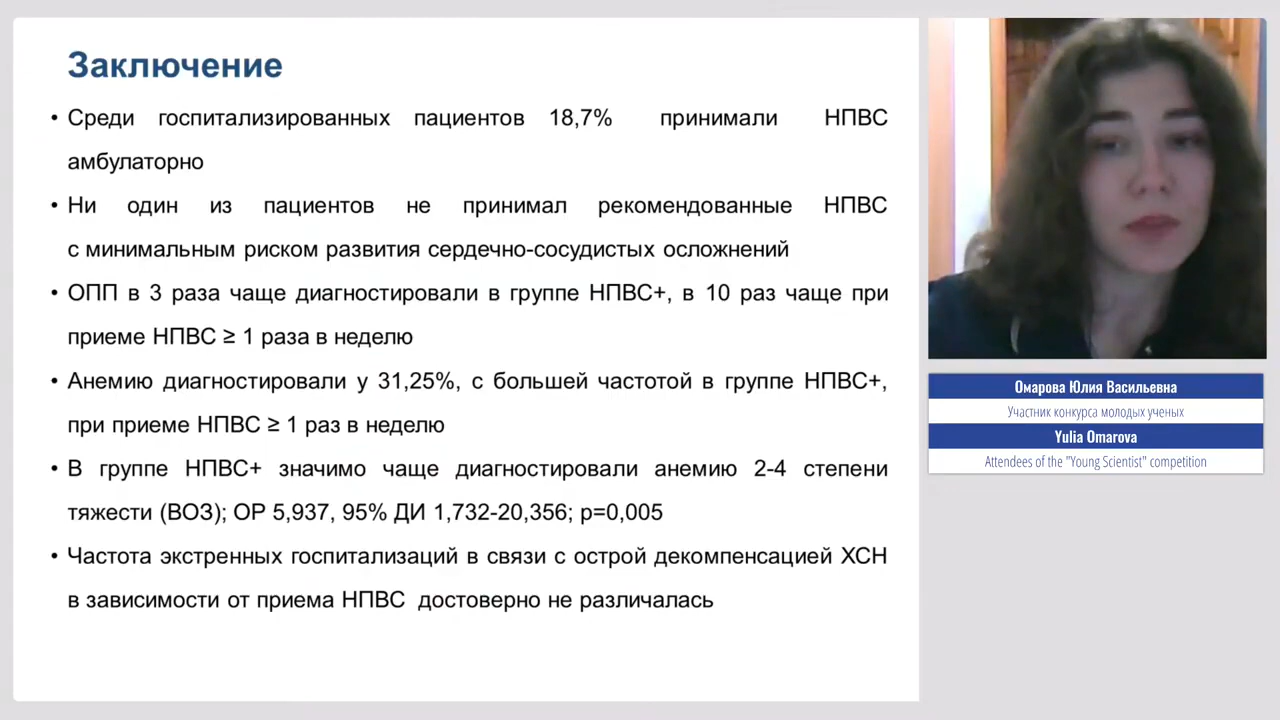 Заключение
• Среди госпитализированных пациентов 18,7% принимали НПВС
амбулаторно
• Ни один из пациентов не принимал рекомендованные НПВС
с минимальным риском развития сердечно-сосудистых осложнений
• ОПП в 3 раза чаще диагностировали в группе НПВС+, в 10 раз чаще при
приеме НПВС ≥ 1 раза в неделю
• Анемию диагностировали у 31,25%, с большей частотой в группе НПВС+,
при приеме НПВС ≥ 1 раз в неделю
• В группе НПВС+ значимо чаще диагностировали анемию 2-4 степени
тяжести (ВОЗ); ОР 5,937, 95% ДИ 1,732-20,356; p=0,005
• Частота экстренных госпитализаций в связи с острой декомпенсацией ХСН
в зависимости от приема НПВС достоверно не различалась
Омарова Юлия Васильевна
Участник конкурса молодых ученых
Yulia Omarova
Attendees of the "Young Scientist" competition